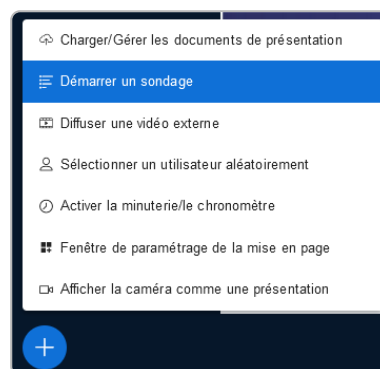 Charger/Gérer les documents de présentation
Démarrer un sondage
Diffuser une vidéo externe
Sélectionner un utilisateur aléatoirement
Activer la minuterie/le chronomètre
Fenêtre de paramétrage de la mise en page
Afficher la caméra comme une présentation